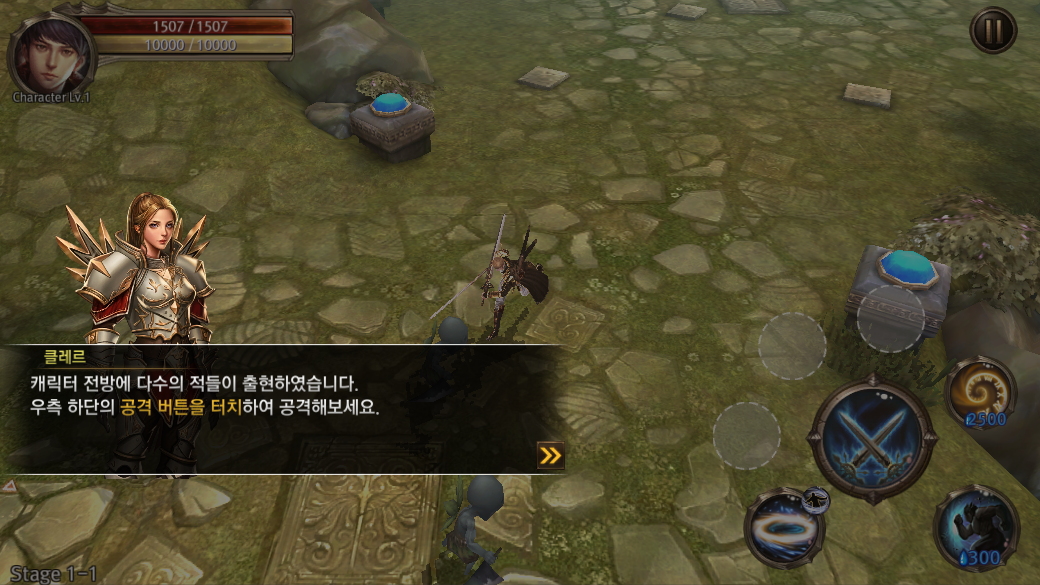 1507 / 1507
10000 / 10000
Character Lv.1
클레르
캐릭터 전방에 다수의 적들이 출현하였습니다.
우측 하단의 공격 버튼을 터치하여 공격해보세요.
2500
300
Stage 1-1